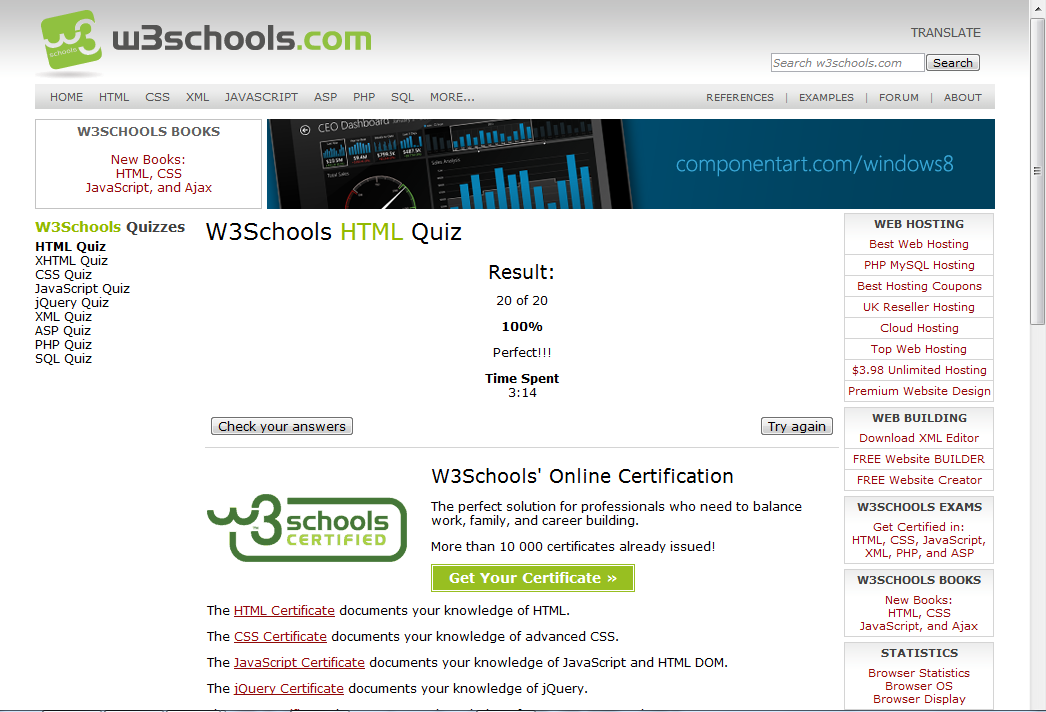 w3schools.com
TRANSLATE
Search w3schools.com
Search
HOME HTML CSS XML JAVASCRIPT ASP PHP SQL MORE...
REFERENCES | EXAMPLES | FORUM | ABOUT
W3SCHOOLS BOOKS
New Books:
HTML, CSS
JavaScript, and Ajax
CEO Dashboard
Sales Analysis
Total Sales
componentart.com/windows8
W3Schools Quizzes
HTML Quiz
XHTML Quiz
CSS Quiz
JavaScript Quiz
jQuery Quiz
XML Quiz
ASP Quiz
PHP Quiz
SQL Quiz
W3Schools HTML Quiz
Result:
20 of 20
100%
Perfect!!!
Time Spent
3:14
Check your answers
Try again
w3schools
CERTIFIED
W3Schools' Online Certification
The perfect solution for professionals who need to balance
work, family, and career building.
More than 10 000 certificates already issued!
Get Your Certificate »
The HTML Certificate documents your knowledge of HTML.
The CSS Certificate documents your knowledge of advanced CSS.
The JavaScript Certificate documents your knowledge of JavaScript and HTML DOM.
The jQuery Certificate documents your knowledge of jQuery.
WEB HOSTING
Best Web Hosting
PHP MySQL Hosting
Best Hosting Coupons
UK Reseller Hosting
Cloud Hosting
Top Web Hosting
$3.98 Unlimited Hosting
Premium Website Design
WEB BUILDING
Download XML Editor
FREE Website BUILDER
FREE Website Creator
W3SCHOOLS EXAMS
Get Certified in:
HTML, CSS, JavaScript,
XML, PHP, and ASP
W3SCHOOLS BOOKS
New Books:
HTML, CSS
JavaScript, and Ajax
STATISTICS
Browser Statistics
Browser OS
Browser Display